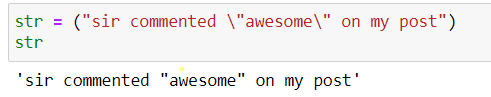 str = ("sir commented \"awesome\" on my post")
str
'sir commented "awesome" on my post'